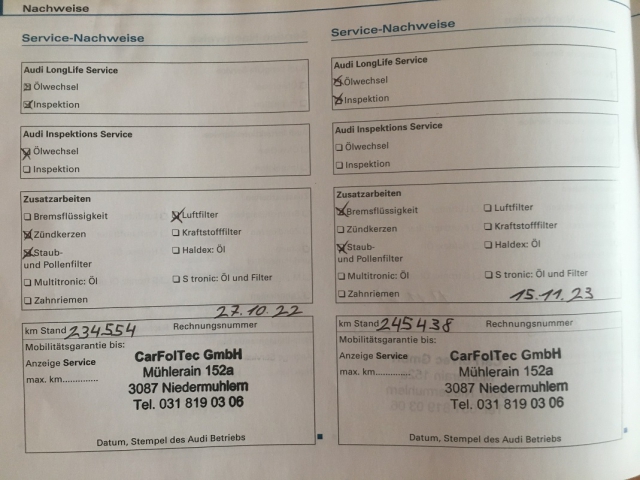 Nachweise
Service-Nachweise
Audi LongLife Service
Ölwechsel
Inspektion
Audi Inspektions Service
Ölwechsel
Inspektion
Zusatzarbeiten
Bremsflüssigkeit
Luftfilter
Zündkerzen
Kraftstofffilter
Staub-
und Pollenfilter
Haldex: Öl
Multitronic: Öl
S tronic: Öl und Filter
Zahnriemen
27.10.22
km Stand 234554 Rechnungsnummer
Mobilitätsgarantie bis:
Anzeige Service
max. km..............
CarFolTec GmbH
Mühlerain 152a
3087 Niedermuhlern
Tel. 031 819 03 06
Datum, Stempel des Audi Betriebs
Service-Nachweise
Audi LongLife Service
Ölwechsel
Inspektion
Audi Inspektions Service
Ölwechsel
Inspektion
Zusatzarbeiten
Bremsflüssigkeit
Luftfilter
Zündkerzen
Kraftstofffilter
Staub-
und Pollenfilter
Haldex: Öl
Multitronic: Öl
S tronic: Öl und Filter
Zahnriemen
15.11.23
km Stand 245438 Rechnungsnummer
Mobilitätsgarantie bis:
Anzeige Service
max. km..............
CarFolTec GmbH
Mühlerain 152a
3087 Niedermuhlern
Tel. 031 819 03 06
Datum, Stempel des Audi Betriebs